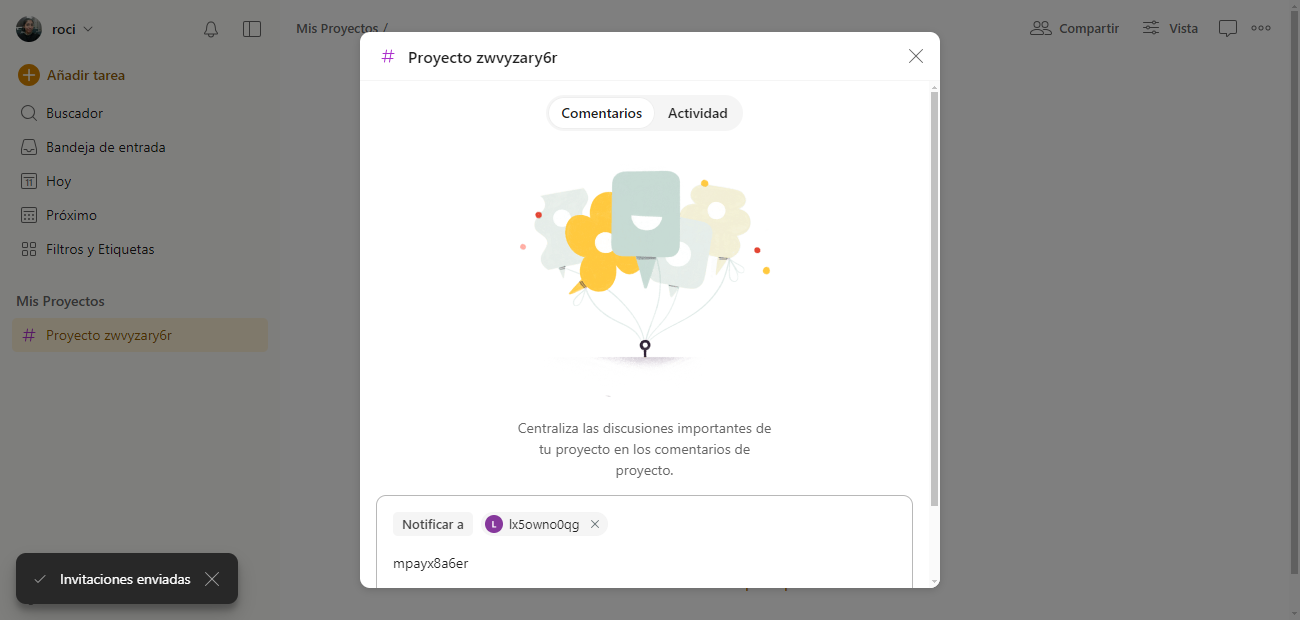 roci
Añadir tarea
Buscador
Bandeja de entrada
11
Hoy
Próximo
Filtros y Etiquetas
Mis Proyectos
# Proyecto zwvyzary6r
Invitaciones enviadas
Mis Proyectos /
Compartir
Vista
# Proyecto zwvyzary6r
Comentarios
Actividad
Centraliza las discusiones importantes de
tu proyecto en los comentarios de
proyecto.
Notificar a
L
lx5owno0qg
mpayx8a6er